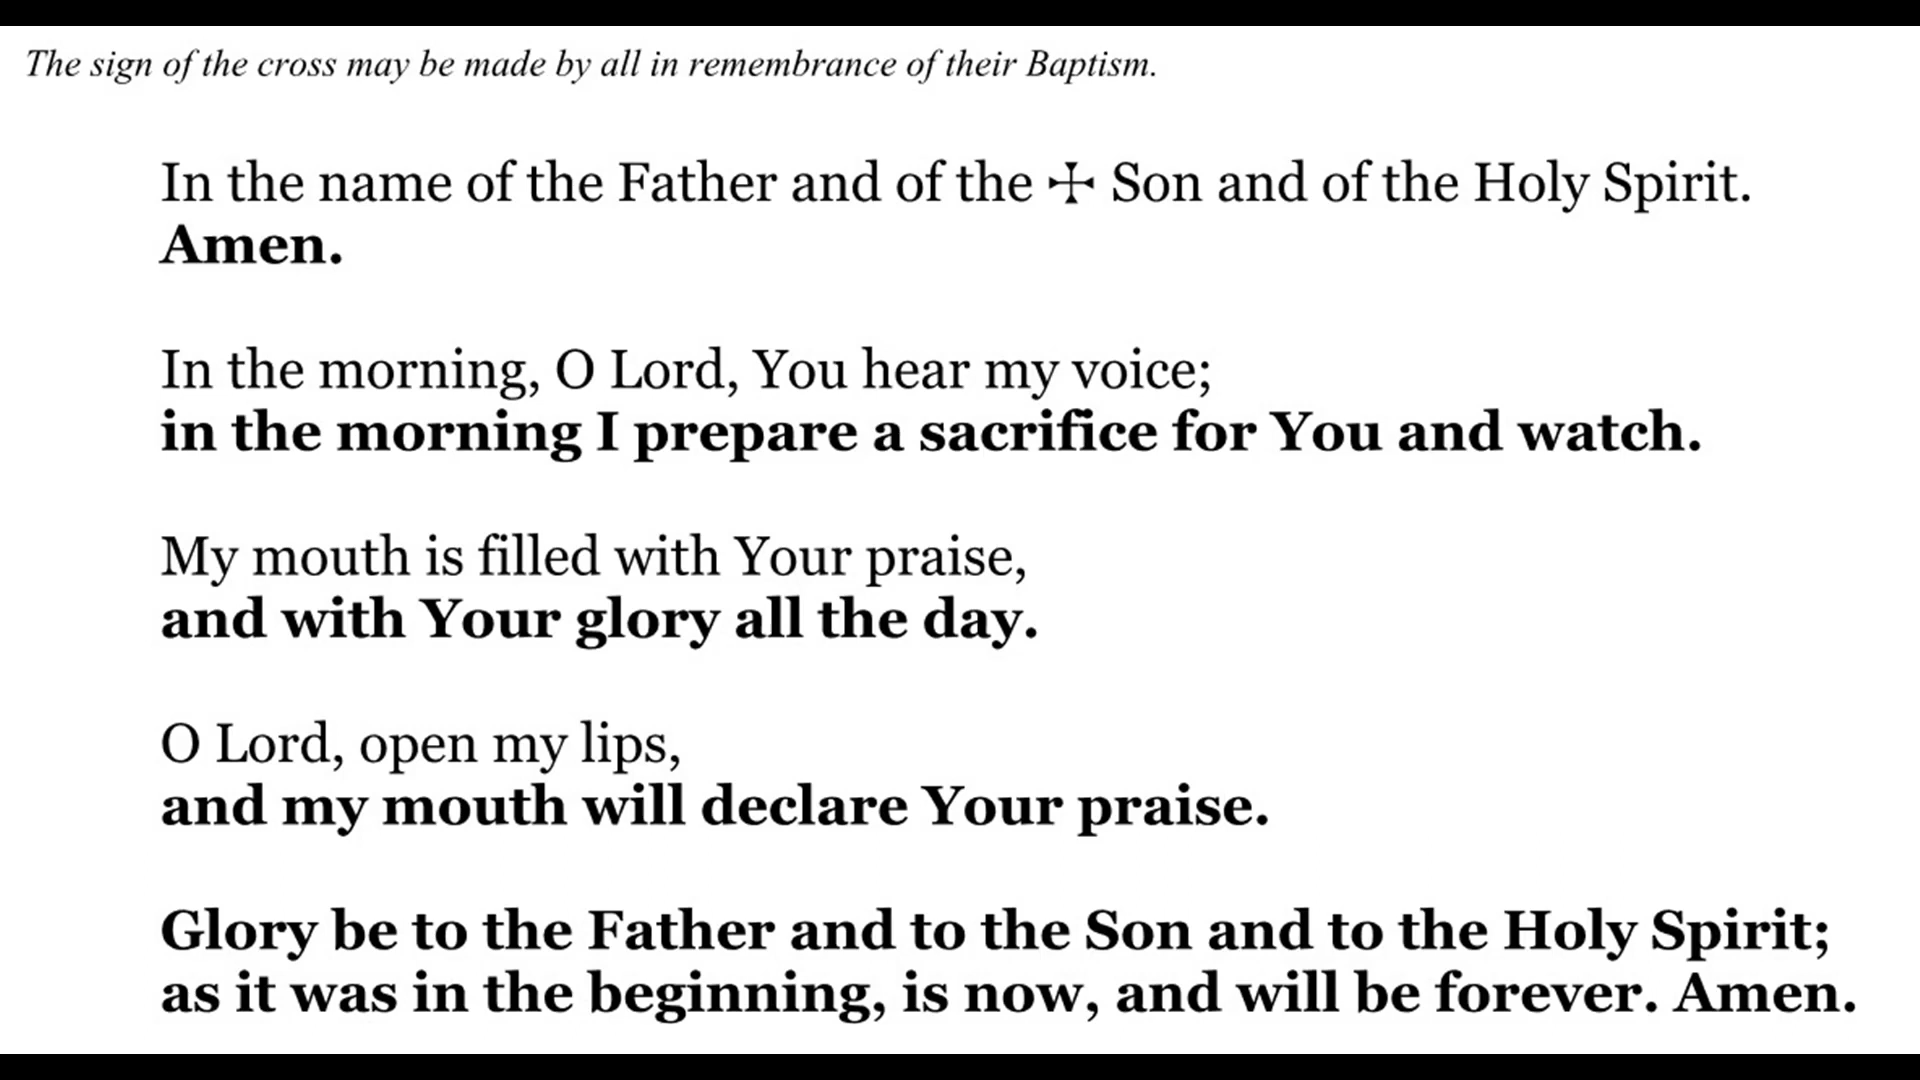 The sign of the cross may be made by all in remembrance of their Baptism.
In the name of the Father and of the ☩ Son and of the Holy Spirit.
Amen.
In the morning, O Lord, You hear my voice;
in the morning I prepare a sacrifice for You and watch.
My mouth is filled with Your praise,
and with Your glory all the day.
O Lord, open my lips,
and my mouth will declare Your praise.
Glory be to the Father and to the Son and to the Holy Spirit;
as it was in the beginning, is now, and will be forever. Amen.